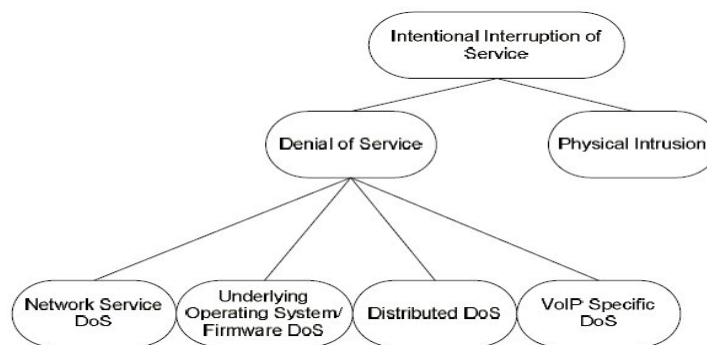 Intentional Interruption of
Service
Denial of Service
Physical Intrusion
Network Service
DoS
Underlying
Operating System/
Firmware DoS
Distributed DoS
VoIP Specific
DoS